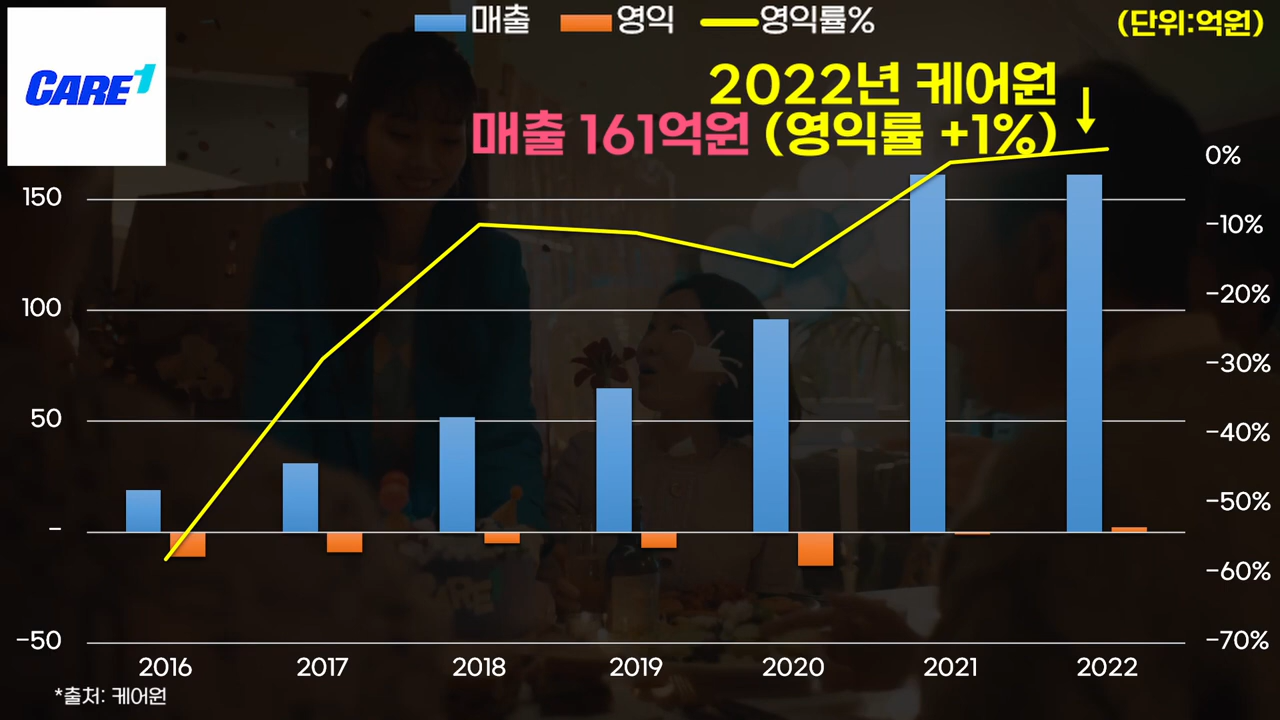 CARE1
매출 영익 영익률%
(단위:억원)
2022년 케어원
매출 161억원 (영익률 +1%)
150
100
50
–
−50
0%
−10%
−20%
−30%
−40%
−50%
−60%
−70%
2016 2017 2018 2019 2020 2021 2022
*출처: 케어원